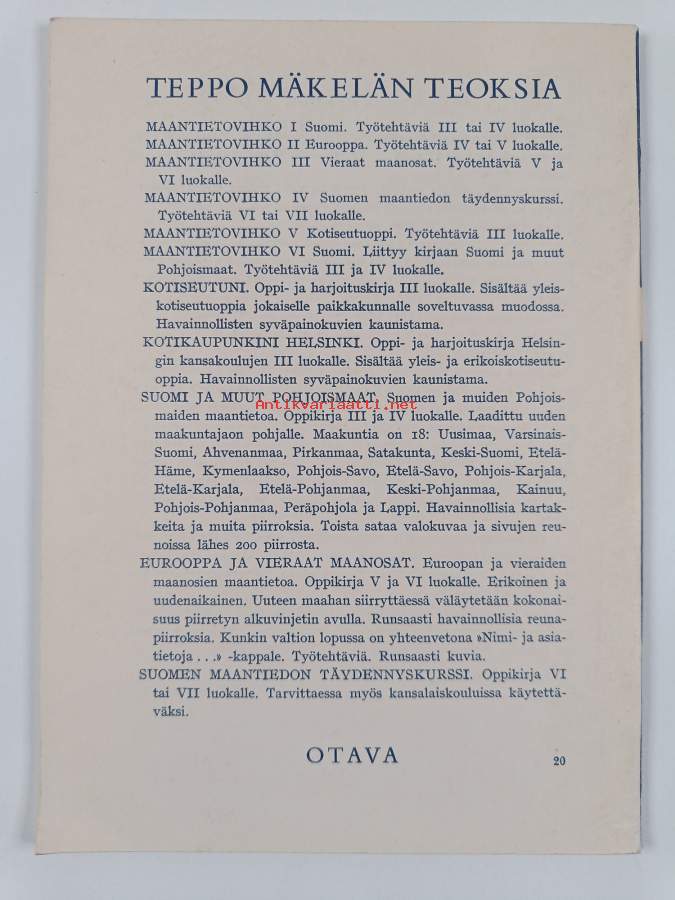 TEPPO MÄKELÄN TEOKSIA
MAANTIETOVIHKO I Suomi. Työtehtäviä III tai IV luokalle.
MAANTIETOVIHKO II Eurooppa. Työtehtäviä IV tai V luokalle.
MAANTIETOVIHKO III Vieraat maanosat. Työtehtäviä V ja
VI luokalle.
MAANTIETOVIHKO IV Suomen maantiedon täydennyskurssi.
Työtehtäviä VI tai VII luokalle.
MAANTIETOVIHKO V Kotiseutuoppi. Työtehtäviä III luokalle.
MAANTIETOVIHKO VI Suomi. Liittyy kirjaan Suomi ja muut
Pohjoismaat. Työtehtäviä III ja IV luokalle.
KOTISEUTUNI. Oppi- ja harjoituskirja III luokalle. Sisältää yleis-
kotiseutuoppia jokaiselle paikkakunnalle soveltuvassa muodossa.
Havainnollisten syväpainokuvien kaunistama.
KOTIKAUPUNKINI HELSINKI. Oppi- ja harjoituskirja Helsin-
gin kansakoulujen III luokalle. Sisältää yleis- ja erikoiskotiseutu-
oppia. Havainnollisten syväpainokuvien kaunistama.
SUOMI JA MUUT POHJOISMAAT. Suomen ja muiden Pohjois-
Antikvariaatti.net
maiden maantietoa. Oppikirja III ja IV luokalle. Laadittu uuden
maakuntajaon pohjalle. Maakuntia on 18: Uusimaa, Varsinais-
Suomi, Ahvenanmaa, Pirkanmaa, Satakunta, Keski-Suomi, Etelä-
Häme, Kymenlaakso, Pohjois-Savo, Etelä-Savo, Pohjois-Karjala,
Etelä-Karjala, Etelä-Pohjanmaa, Keski-Pohjanmaa, Kainuu,
Pohjois-Pohjanmaa, Peräpohjola ja Lappi. Havainnollisia kartak-
keita ja muita piirroksia. Toista sataa valokuvaa ja sivujen reu-
noissa lähes 200 piirrosta.
EUROOPPA JA VIERAAT MAANOSAT. Euroopan ja vieraiden
maanosien maantietoa. Oppikirja V ja VI luokalle. Erikoinen ja
uudenaikainen. Uuteen maahan siirryttäessä väläytetään kokonai-
suus piirretyn alkuvinjetin avulla. Runsaasti havainnollisia reuna-
piirroksia. Kunkin valtion lopussa on yhteenvetona »Nimi- ja asia-
tietoja . . .» -kappale. Työtehtäviä. Runsaasti kuvia.
SUOMEN MAANTIEDON TÄYDENNYSKURSSI. Oppikirja VI
tai VII luokalle. Tarvittaessa myös kansalaiskouluissa käytettä-
väksi.
OTAVA
20